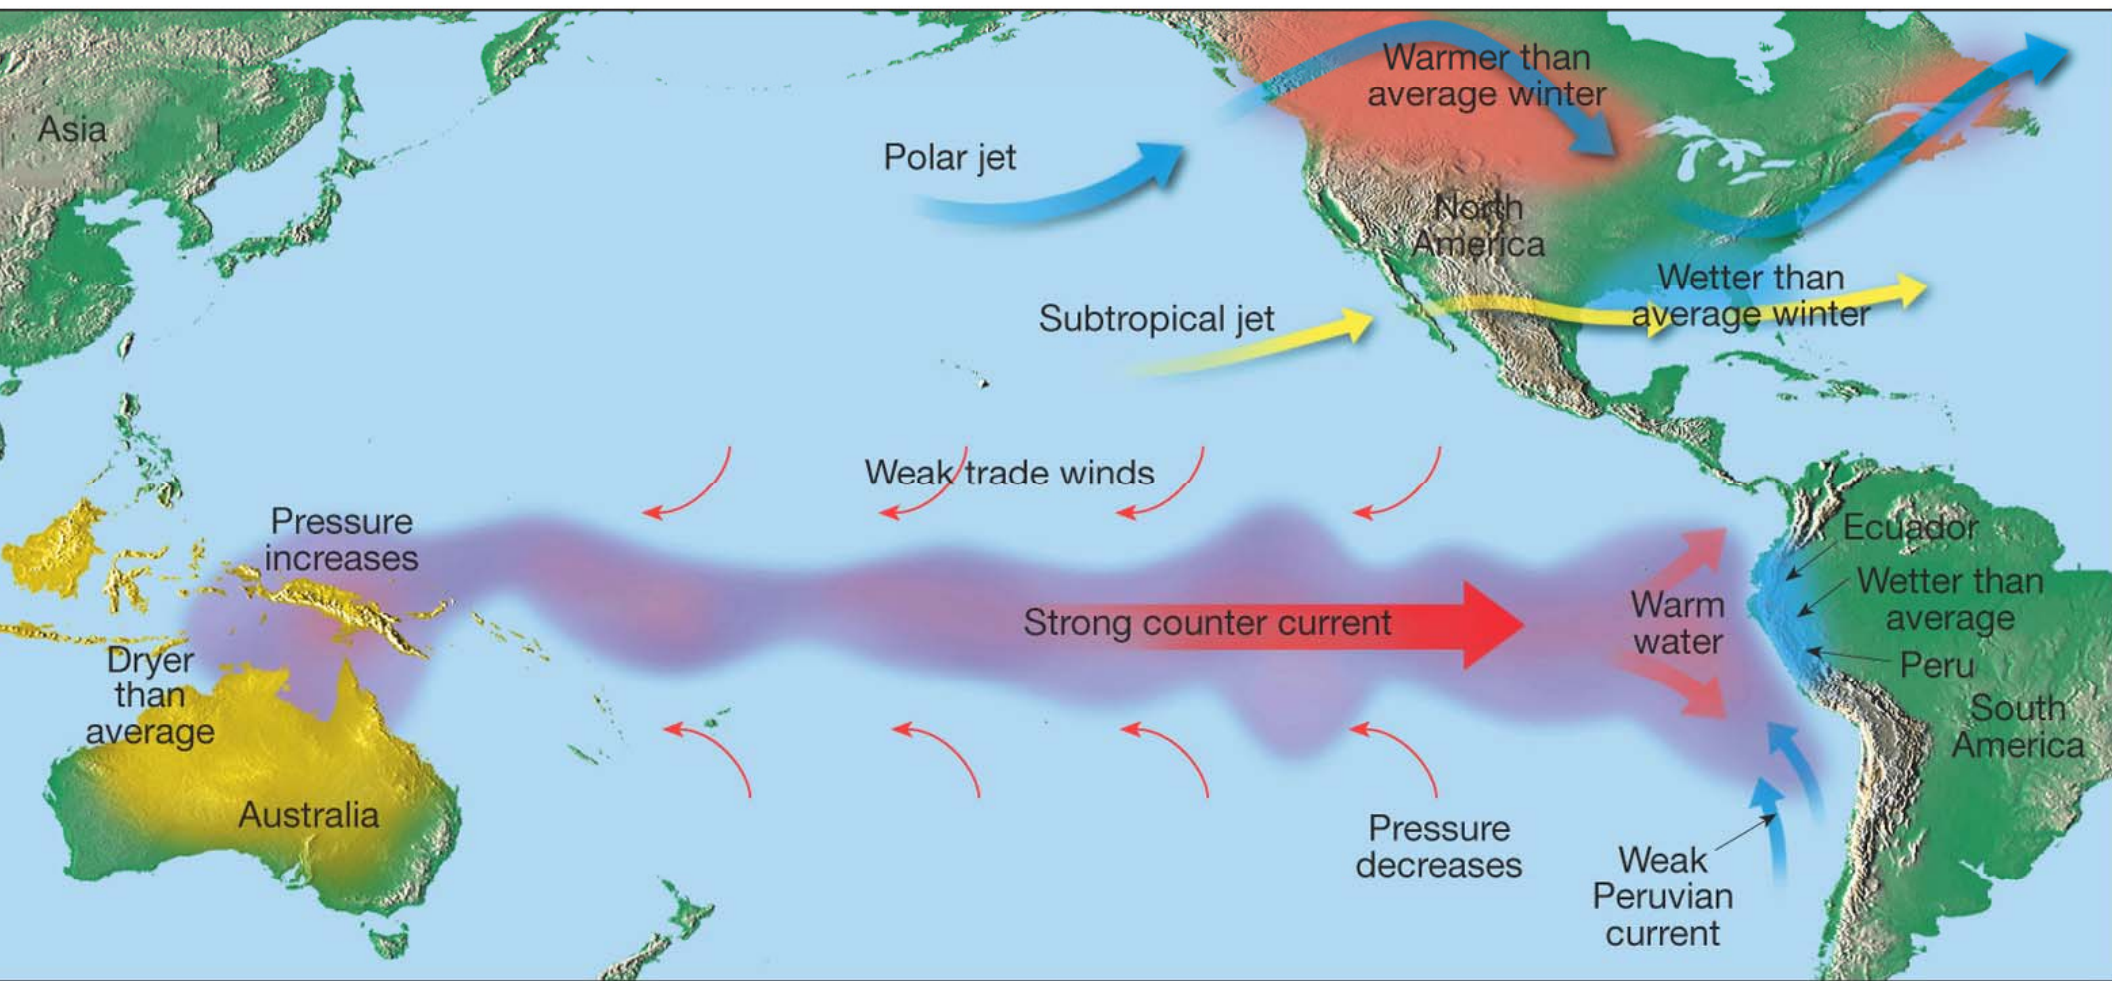 Warmer than
average winter
Asia
Polar jet
North
America
Wetter than
average winter
Subtropical jet
Weak trade winds
Pressure
increases
Ecuador
Wetter than
average
Peru
Strong counter current
Warm
water
Dryer
than
average
South
America
Australia
Pressure
decreases
Weak
Peruvian
current